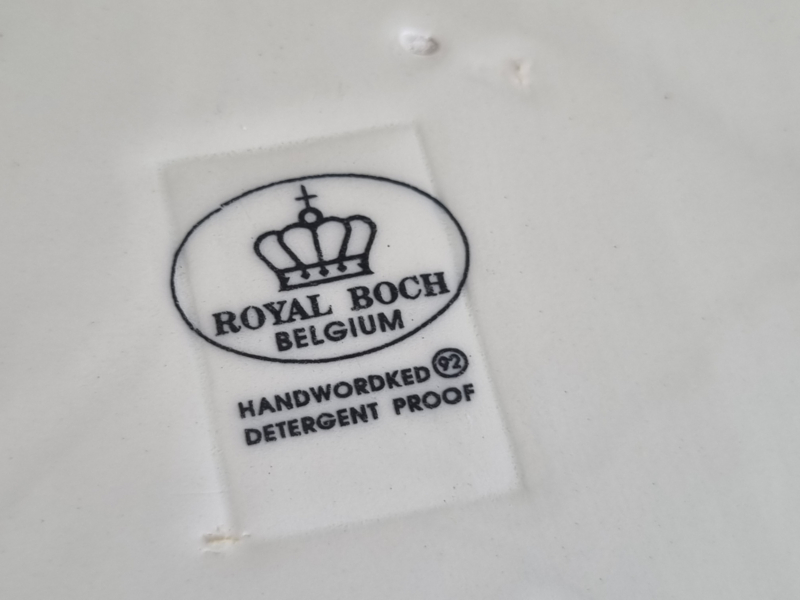 ROYAL BOCH
BELGIUM
HANDWORDKED 92
DETERGENT PROOF